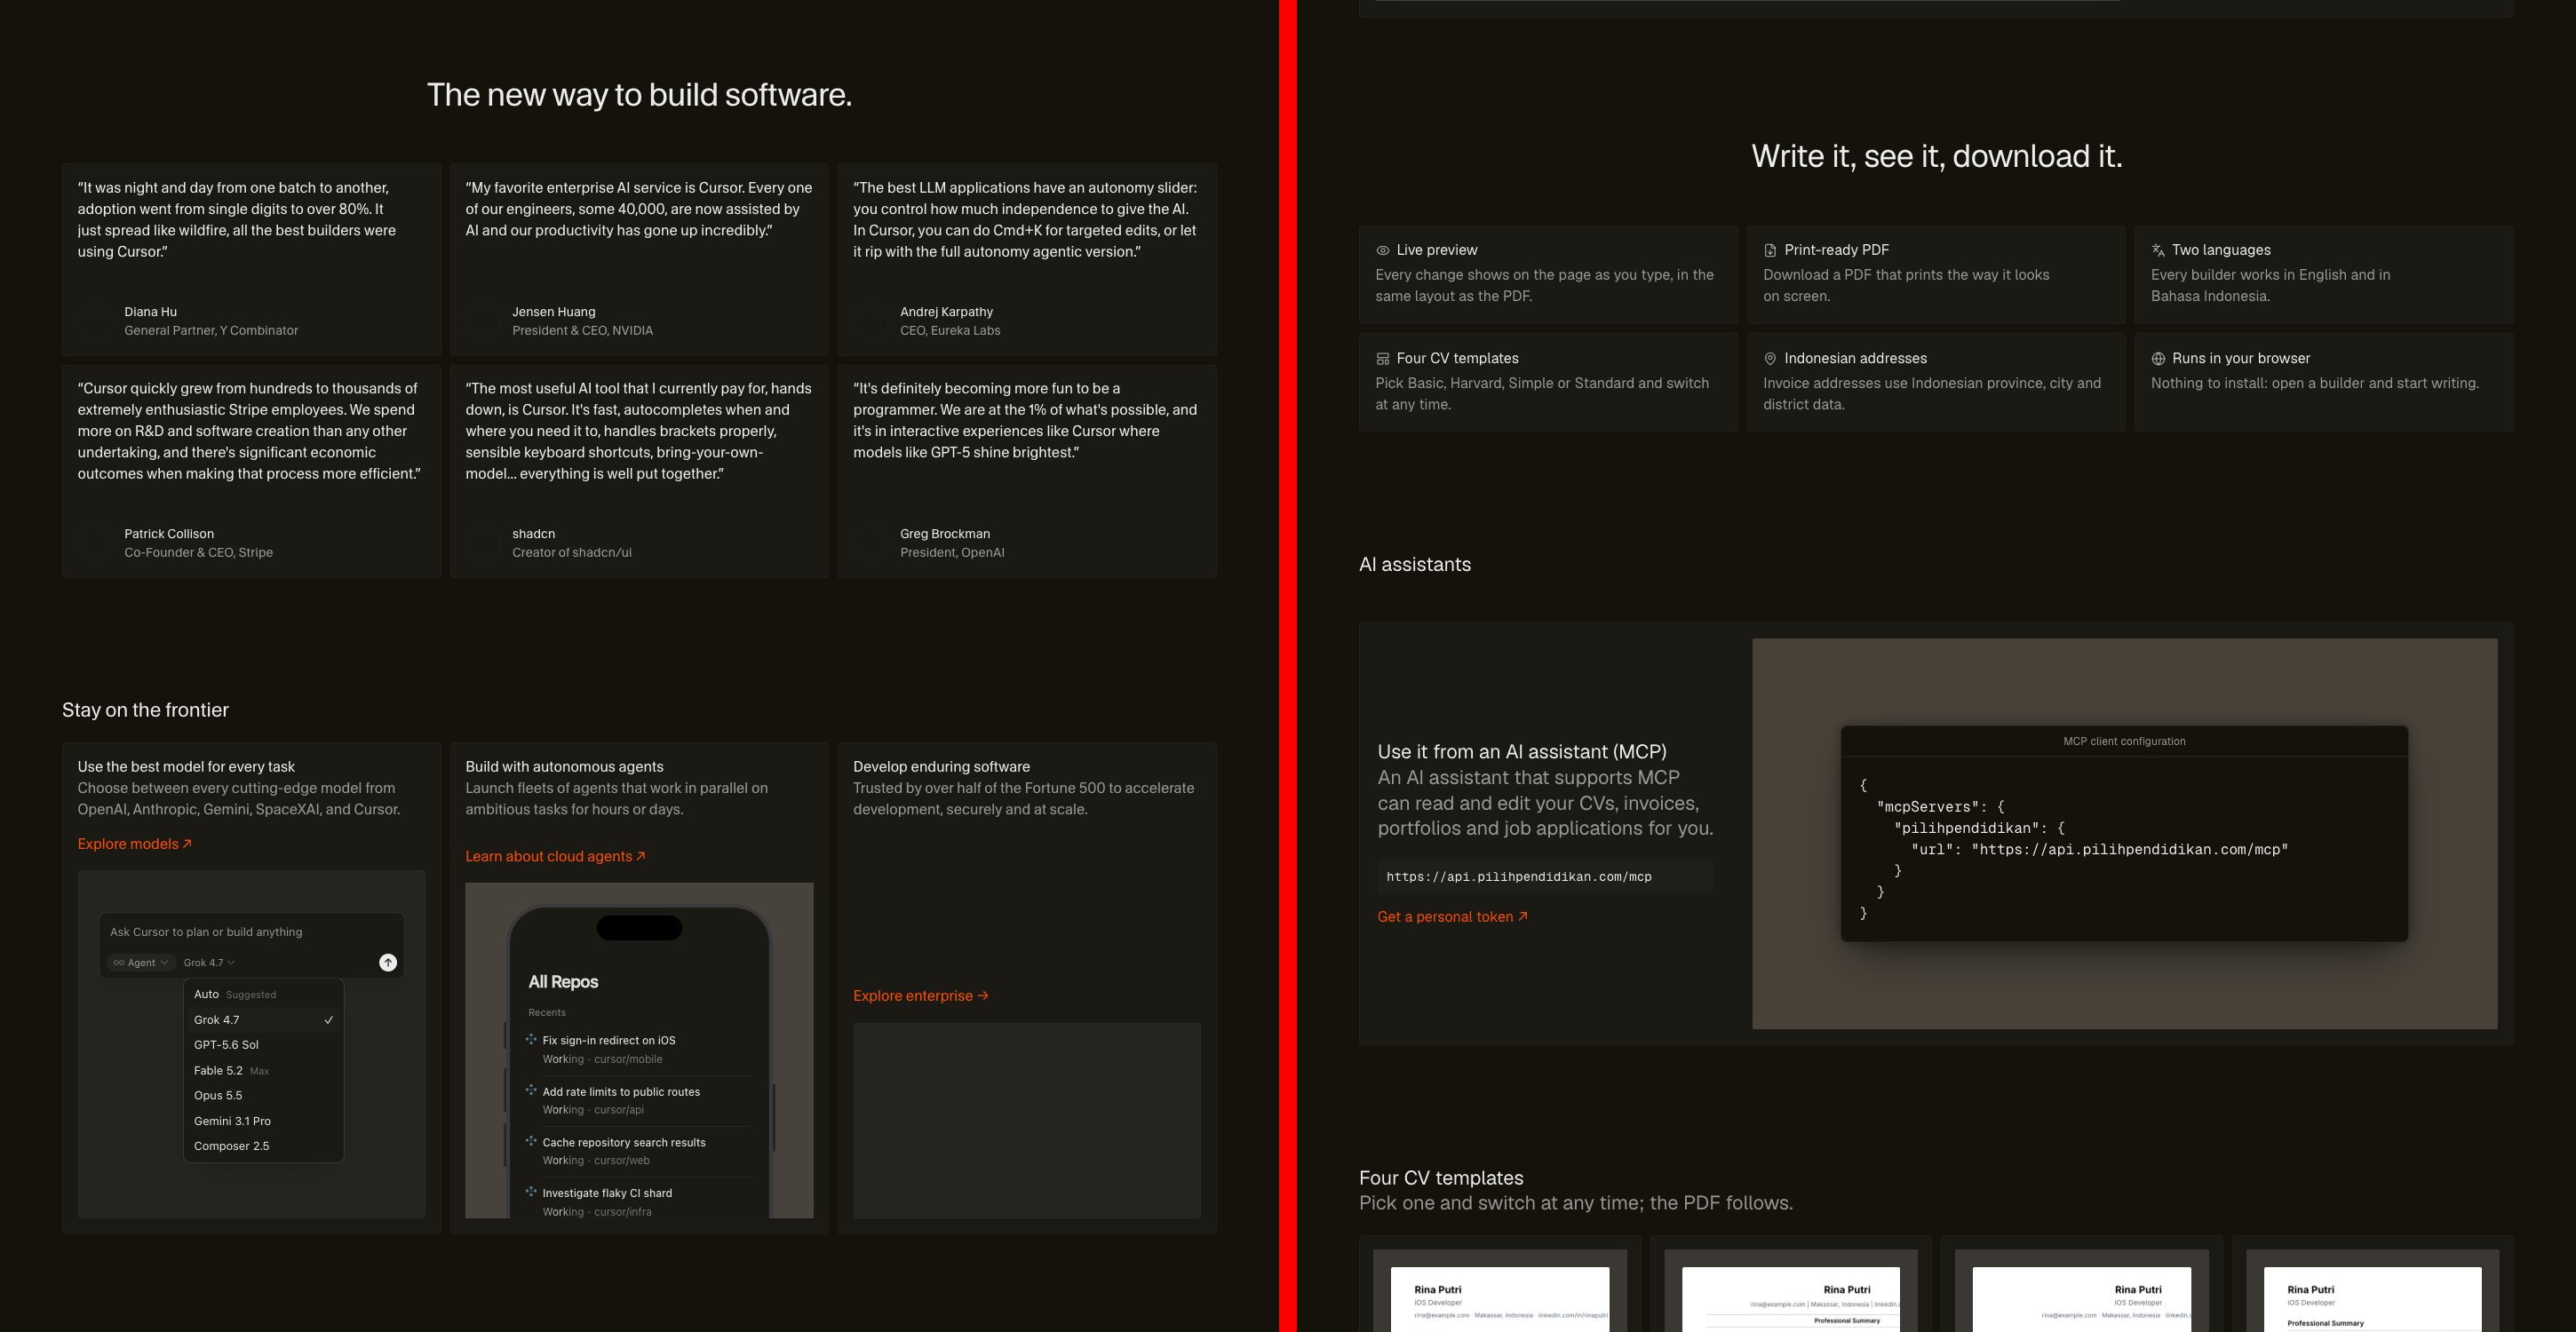 The new way to build software.
“It was night and day from one batch to another,
adoption went from single digits to over 80%. It
just spread like wildfire, all the best builders were
using Cursor.”
Diana Hu
General Partner, Y Combinator
“My favorite enterprise AI service is Cursor. Every one
of our engineers, some 40,000, are now assisted by
AI and our productivity has gone up incredibly.”
Jensen Huang
President & CEO, NVIDIA
“The best LLM applications have an autonomy slider:
you control how much independence to give the AI.
In Cursor, you can do Cmd+K for targeted edits, or let
it rip with the full autonomy agentic version.”
Andrej Karpathy
CEO, Eureka Labs
“Cursor quickly grew from hundreds to thousands of
extremely enthusiastic Stripe employees. We spend
more on R&D and software creation than any other
undertaking, and there's significant economic
outcomes when making that process more efficient.”
Patrick Collison
Co-Founder & CEO, Stripe
“The most useful AI tool that I currently pay for, hands
down, is Cursor. It's fast, autocompletes when and
where you need it to, handles brackets properly,
sensible keyboard shortcuts, bring-your-own-
model... everything is well put together.”
shadcn
Creator of shadcn/ui
“It's definitely becoming more fun to be a
programmer. We are at the 1% of what's possible, and
it's in interactive experiences like Cursor where
models like GPT-5 shine brightest.”
Greg Brockman
President, OpenAI
Stay on the frontier
Use the best model for every task
Choose between every cutting-edge model from
OpenAI, Anthropic, Gemini, SpaceXAI, and Cursor.
Explore models ↗
Ask Cursor to plan or build anything
Agent
Grok 4.7
Auto Suggested
Grok 4.7
GPT-5.6 Sol
Fable 5.2 Max
Opus 5.5
Gemini 3.1 Pro
Composer 2.5
Build with autonomous agents
Launch fleets of agents that work in parallel on
ambitious tasks for hours or days.
Learn about cloud agents ↗
All Repos
Recents
Fix sign-in redirect on iOS
Working · cursor/mobile
Add rate limits to public routes
Working · cursor/api
Cache repository search results
Working · cursor/web
Investigate flaky CI shard
Working · cursor/infra
Develop enduring software
Trusted by over half of the Fortune 500 to accelerate
development, securely and at scale.
Explore enterprise →
Write it, see it, download it.
Live preview
Every change shows on the page as you type, in the
same layout as the PDF.
Print-ready PDF
Download a PDF that prints the way it looks
on screen.
Two languages
Every builder works in English and in
Bahasa Indonesia.
Four CV templates
Pick Basic, Harvard, Simple or Standard and switch
at any time.
Indonesian addresses
Invoice addresses use Indonesian province, city and
district data.
Runs in your browser
Nothing to install: open a builder and start writing.
AI assistants
Use it from an AI assistant (MCP)
An AI assistant that supports MCP
can read and edit your CVs, invoices,
portfolios and job applications for you.
https://api.pilihpendidikan.com/mcp
Get a personal token ↗
MCP client configuration
{
"mcpServers": {
"pilihpendidikan": {
"url": "https://api.pilihpendidikan.com/mcp"
}
}
}
Four CV templates
Pick one and switch at any time; the PDF follows.
Rina Putri
iOS Developer
rina@example.com · Makassar, Indonesia · linkedin.com/in/rinaputri
Rina Putri
rina@example.com | Makassar, Indonesia | linkedin.
Professional Summary
Rina Putri
iOS Developer
rina@example.com · Makassar, Indonesia · linkedin.
Rina Putri
iOS Developer
Professional Summary